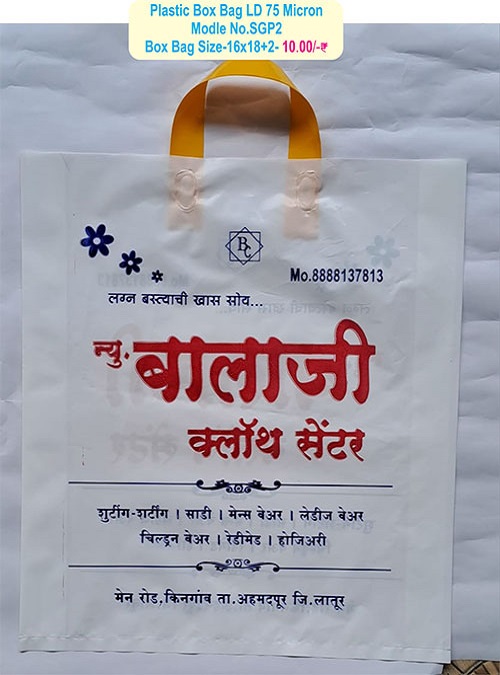 Plastic Box Bag LD 75 Micron
Modle No.SGP2
Box Bag Size-16x18+2- 10.00/-₹
BC
Mo.8888137813
लग्न बस्त्याची खास सोय...
न्यु. बालाजी
क्लॉथ सेंटर
शुटींग-शर्टींग । साडी । मेन्स बेअर । लेडीज बेअर
चिल्ड्रन बेअर । रेडीमेड । होजिअरी
मेन रोड,किनगांव ता.अहमदपूर जि.लातूर